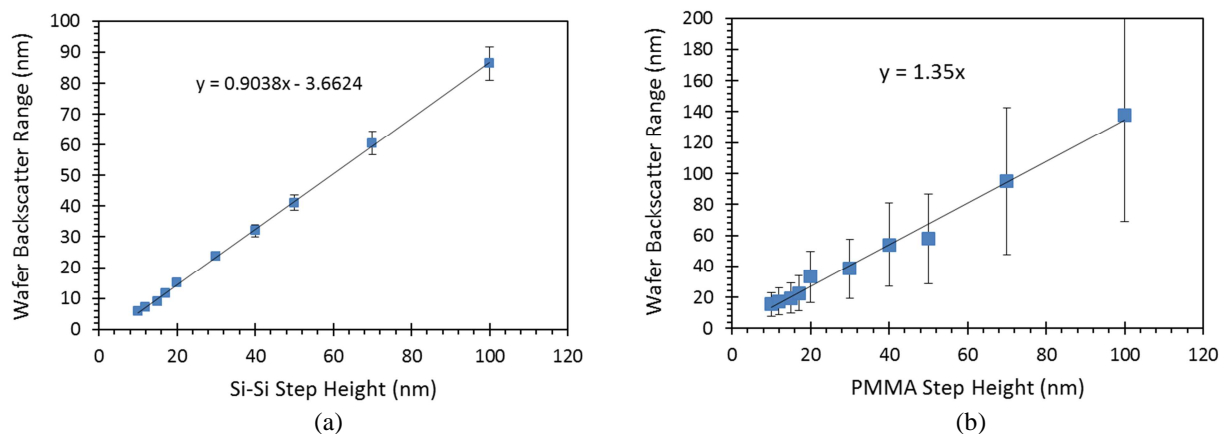 100
90
80
70
60
50
40
30
20
10
0
Wafer Backscatter Range (nm)
y = 0.9038x - 3.6624
0 20 40 60 80 100 120
Si-Si Step Height (nm)
(a)
200
180
160
140
120
100
80
60
40
20
0
Wafer Backscatter Range (nm)
y = 1.35x
0 20 40 60 80 100 120
PMMA Step Height (nm)
(b)